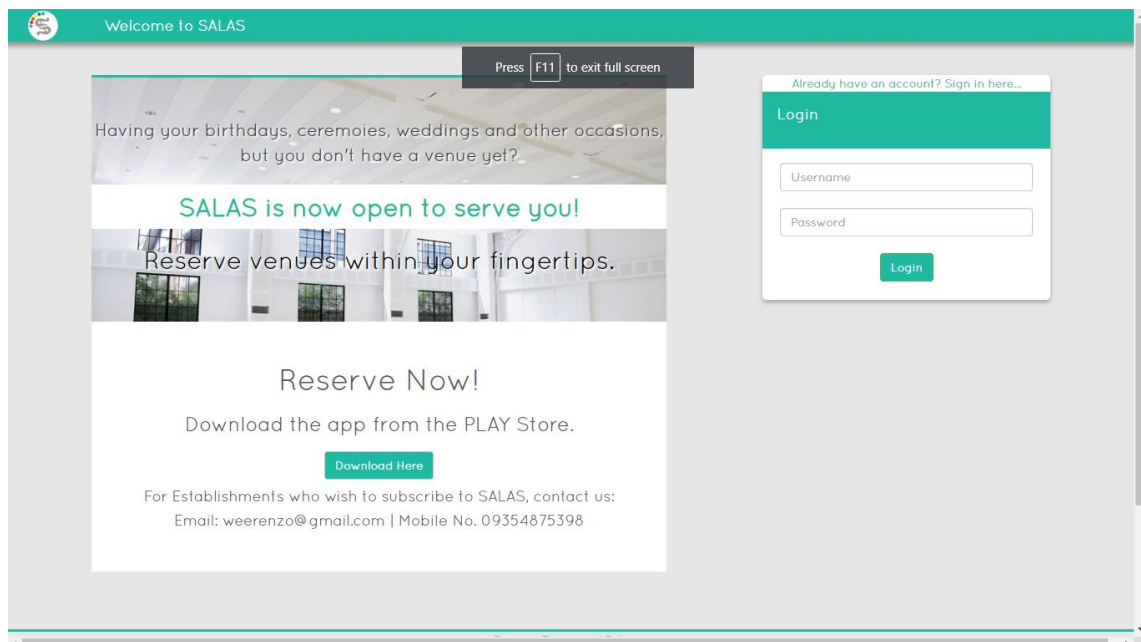 Welcome to SALAS
Press F11 to exit full screen
Having your birthdays, ceremoies, weddings and other occasions,
but you don't have a venue yet?
SALAS is now open to serve you!
Reserve venues within your fingertips.
Reserve Now!
Download the app from the PLAY Store.
Download Here
For Establishments who wish to subscribe to SALAS, contact us:
Email: weerenzo@gmail.com | Mobile No. 09354875398
Already have an account? Sign in here...
Login
Username
Password
Login